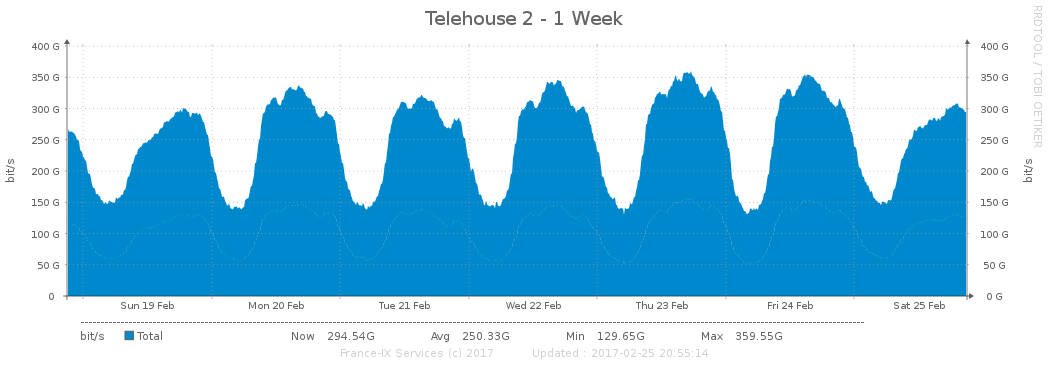 Telehouse 2 - 1 Week
RRDTOOL / TOBI OETIKER
400 G 400 G
350 G 350 G
300 G 300 G
250 G 250 G
200 G 200 G
150 G 150 G
100 G 100 G
50 G 50 G
0 0 G
bit/s
bit/s
Sun 19 Feb Mon 20 Feb Tue 21 Feb Wed 22 Feb Thu 23 Feb Fri 24 Feb Sat 25 Feb
bit/s Total Now 294.54G Avg 250.33G Min 129.65G Max 359.55G
France-IX Services (c) 2017 Updated : 2017-02-25 20:55:14